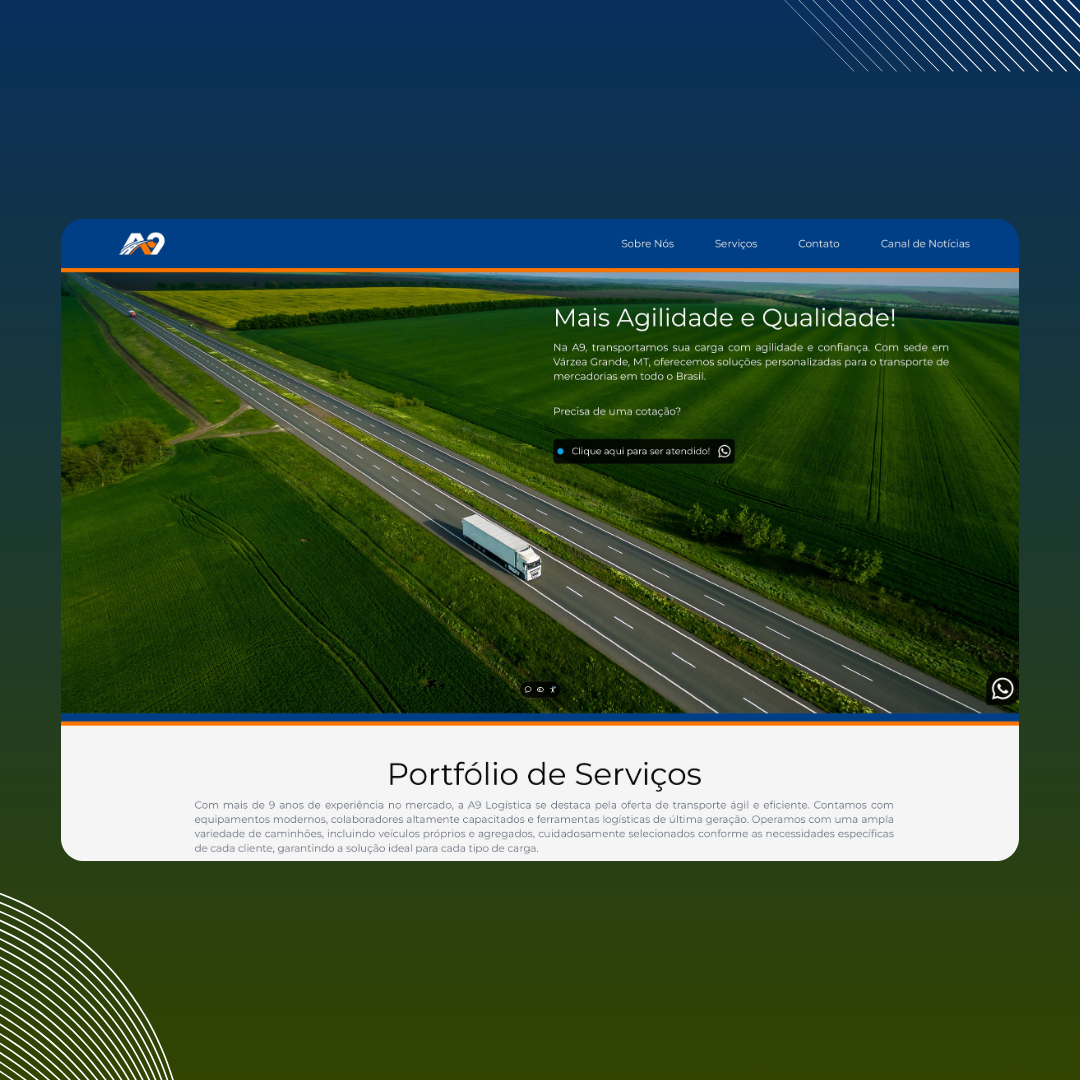 A9
Sobre Nós Serviços Contato Canal de Notícias
Mais Agilidade e Qualidade!
Na A9, transportamos sua carga com agilidade e confiança. Com sede em
Várzea Grande, MT, oferecemos soluções personalizadas para o transporte de
mercadorias em todo o Brasil.
Precisa de uma cotação?
Clique aqui para ser atendido!
Portfólio de Serviços
Com mais de 9 anos de experiência no mercado, a A9 Logística se destaca pela oferta de transporte ágil e eficiente. Contamos com
equipamentos modernos, colaboradores altamente capacitados e ferramentas logísticas de última geração. Operamos com uma ampla
variedade de caminhões, incluindo veículos próprios e agregados, cuidadosamente selecionados conforme as necessidades específicas
de cada cliente, garantindo a solução ideal para cada tipo de carga.